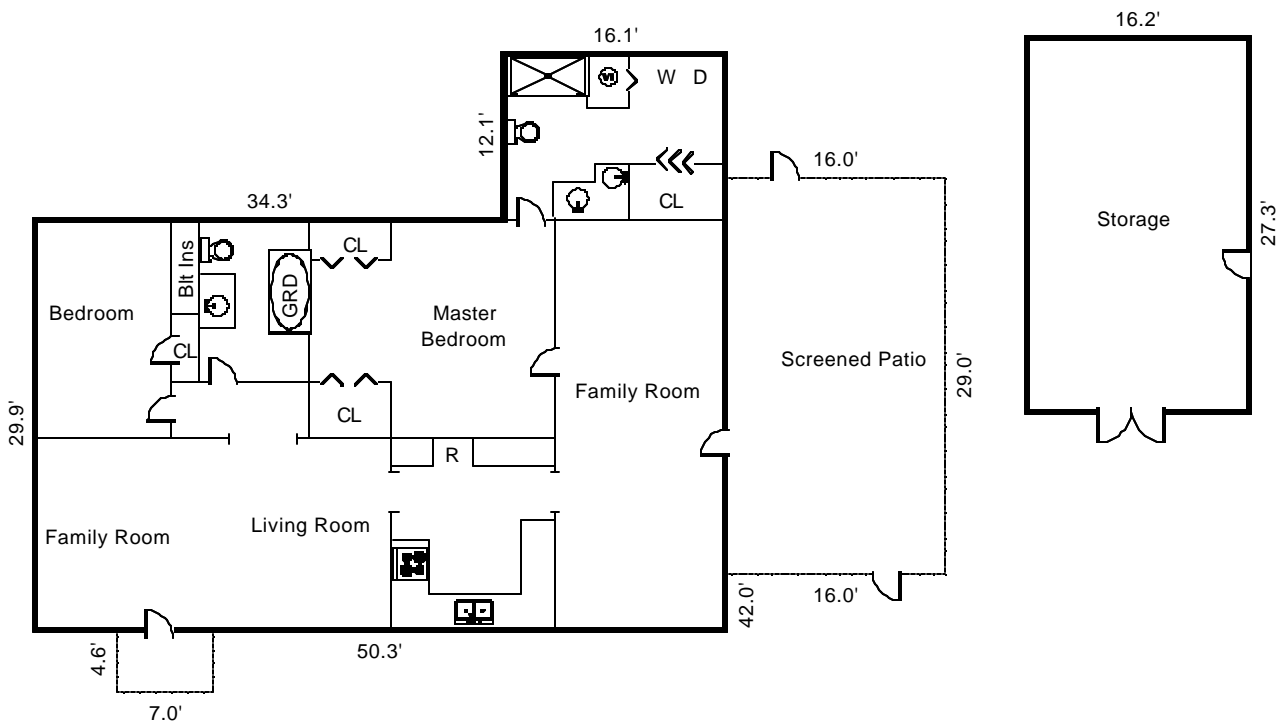 16.2'
16.1'
W D
12.1'
16.0'
CL
34.3'
Storage
27.3'
CL
Blt Ins
GRD
Bedroom
Master
Bedroom
CL
Screened Patio
29.0'
Family Room
CL
29.9'
R
Living Room
Family Room
42.0'
16.0'
50.3'
4.6'
7.0'